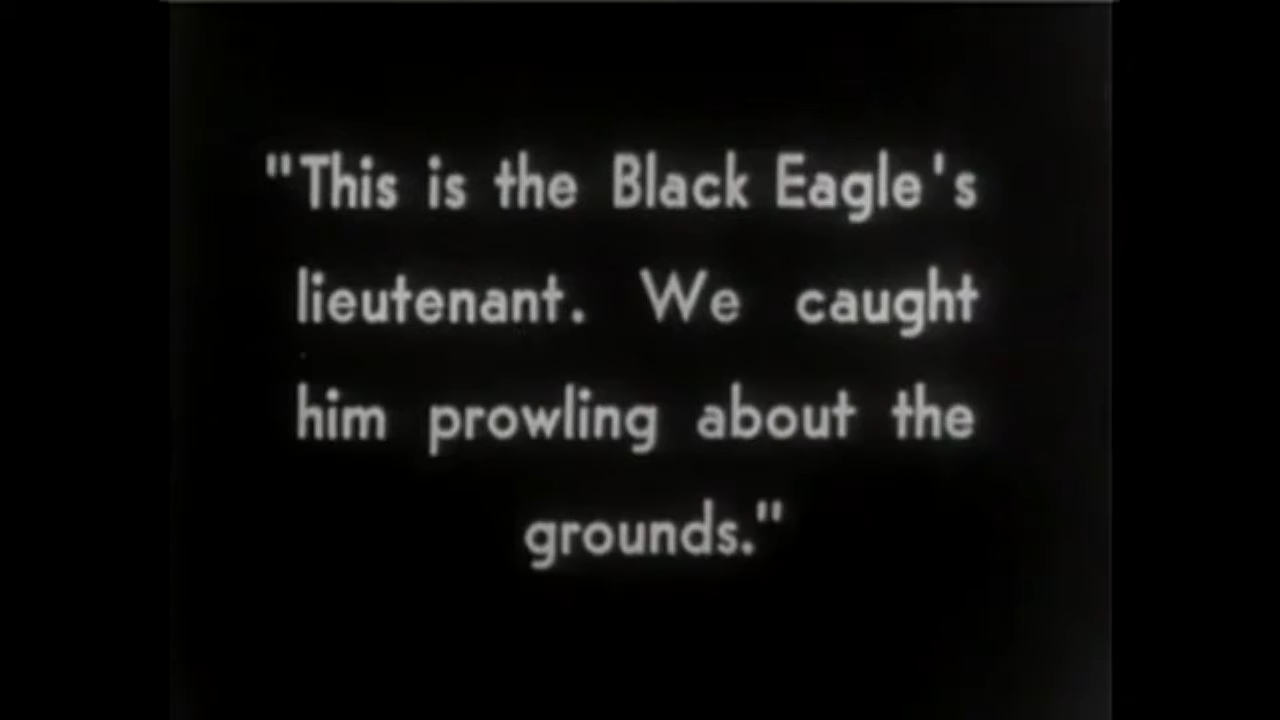 "This is the Black Eagle's
lieutenant. We caught
him prowling about the
grounds."